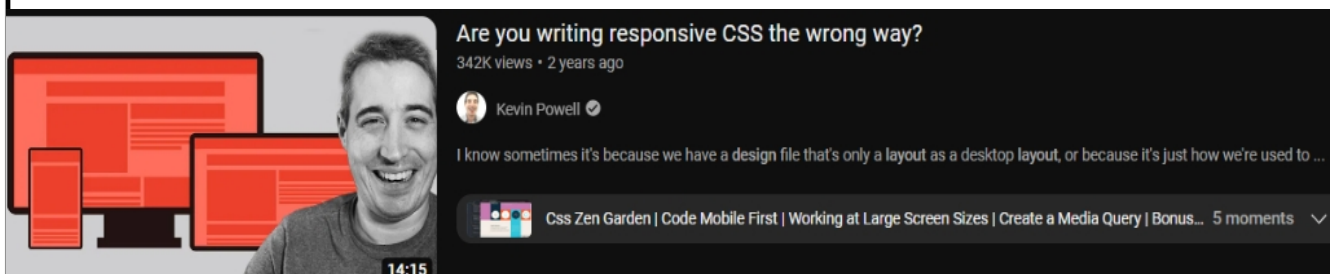 Are you writing responsive CSS the wrong way?
342K views • 2 years ago
Kevin Powell
I know sometimes it's because we have a design file that's only a layout as a desktop layout, or because it's just how we're used to ...
Css Zen Garden | Code Mobile First | Working at Large Screen Sizes | Create a Media Query | Bonus... 5 moments
14:15